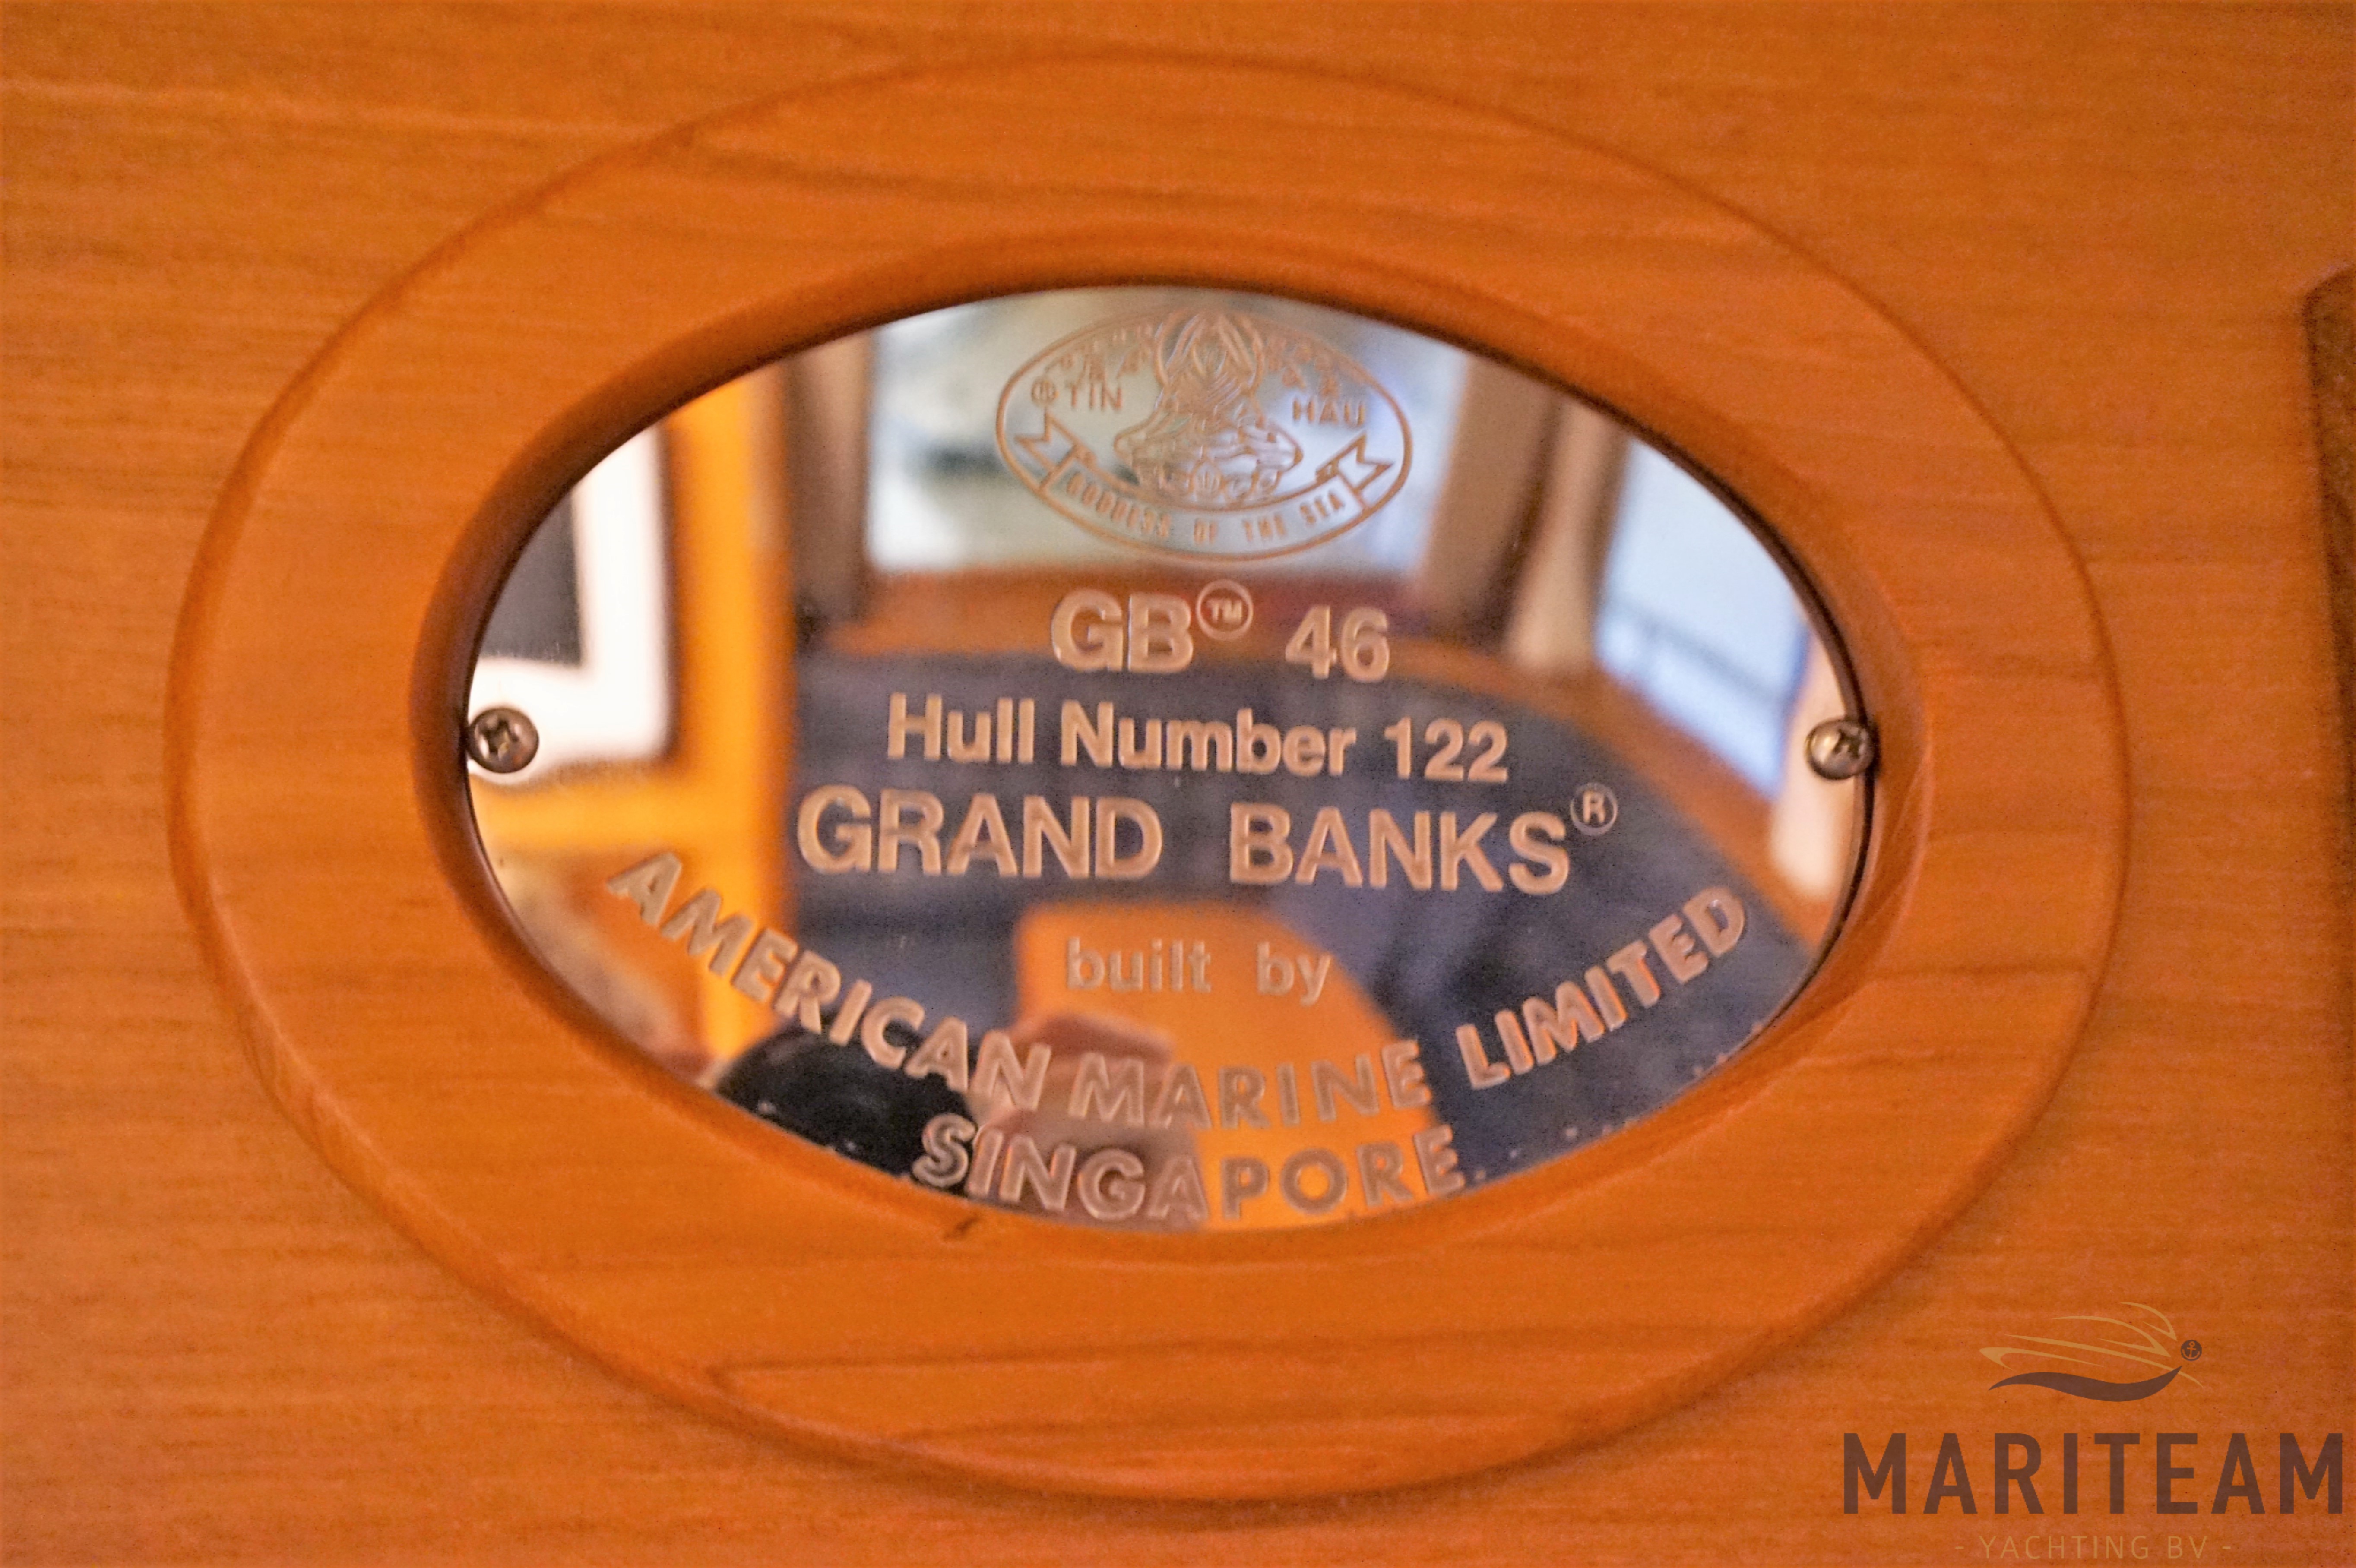 TIN HAU
GODDESS OF THE SEA
GB™ 46
Hull Number 122
GRAND BANKS®
built by
AMERICAN MARINE LIMITED
SINGAPORE
MARITEAM
- YACHTING BV -